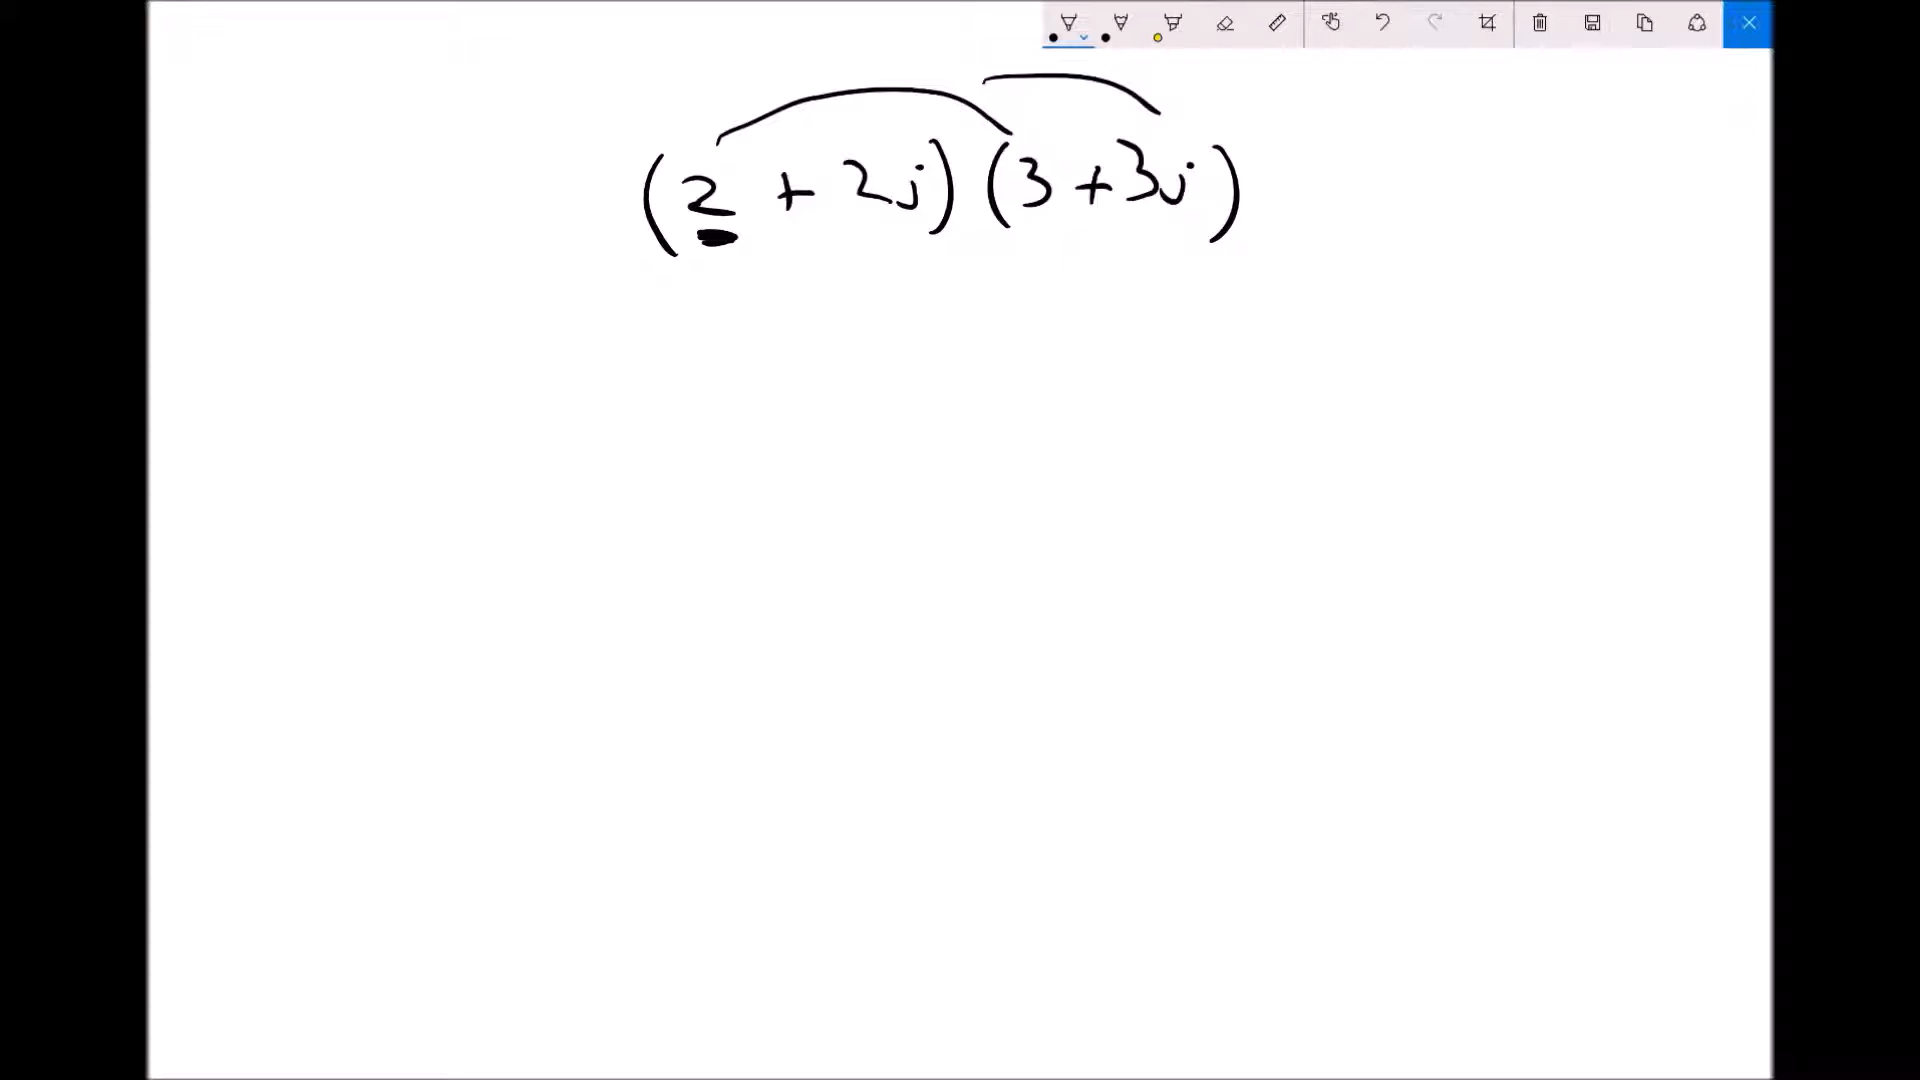 (2 + 2j)(3 + 3j)